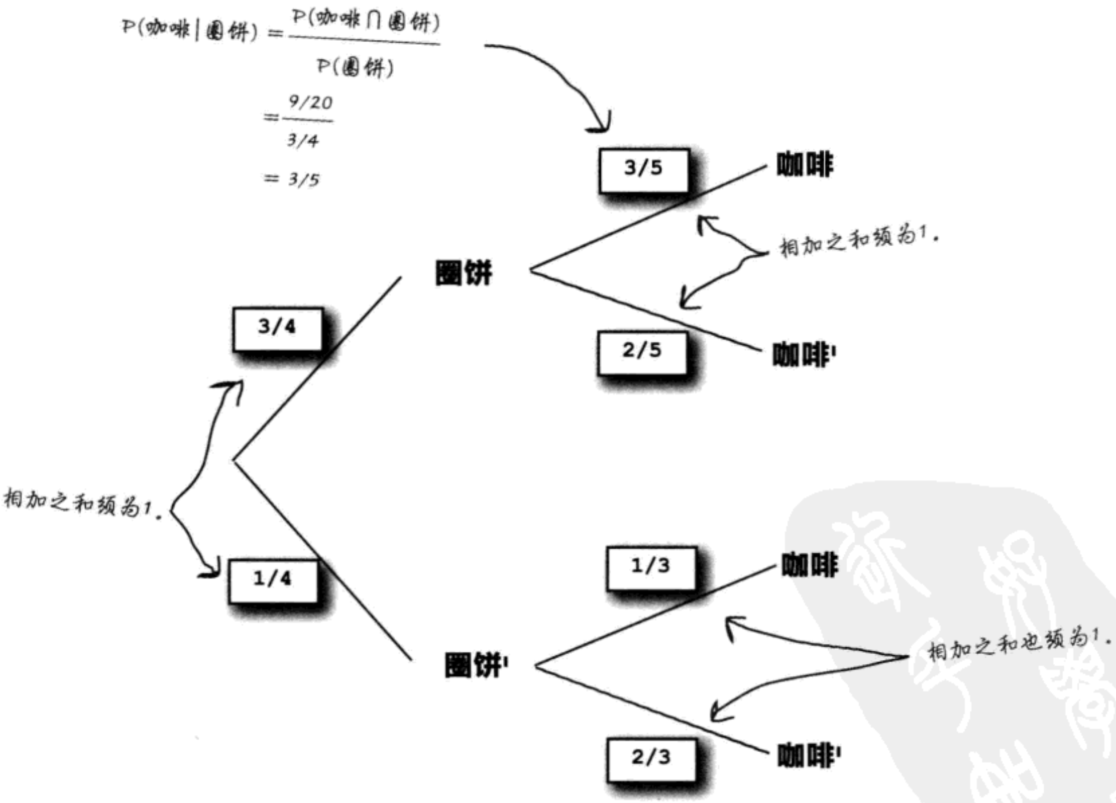 P(咖啡|圈饼) = P(咖啡∩圈饼)
P(圈饼)
= 9/20
3/4
= 3/5
3/5
咖啡
相加之和须为1.
圈饼
2/5
咖啡'
3/4
相加之和须为1.
1/4
1/3
咖啡
圈饼'
相加之和也须为1.
2/3
咖啡'